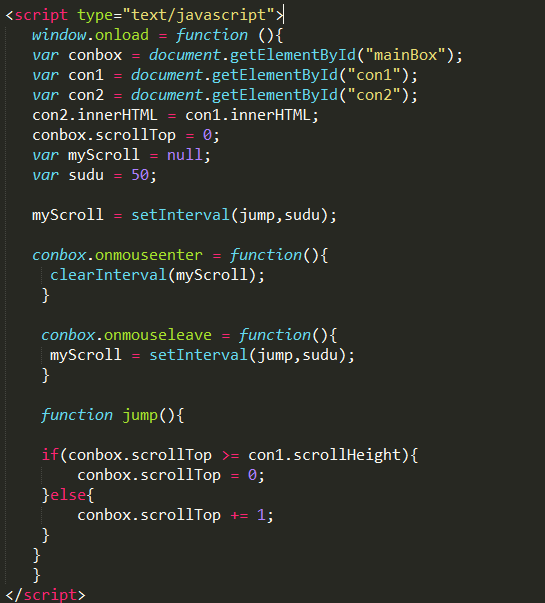 <script type="text/javascript">
window.onload = function (){
var conbox = document.getElementById("mainBox");
var con1 = document.getElementById("con1");
var con2 = document.getElementById("con2");
con2.innerHTML = con1.innerHTML;
conbox.scrollTop = 0;
var myScroll = null;
var sudu = 50;
myScroll = setInterval(jump,sudu);
conbox.onmouseenter = function(){
clearInterval(myScroll);
}
conbox.onmouseleave = function(){
myScroll = setInterval(jump,sudu);
}
function jump(){
if(conbox.scrollTop >= con1.scrollHeight){
conbox.scrollTop = 0;
}else{
conbox.scrollTop += 1;
}
}
}
</script>